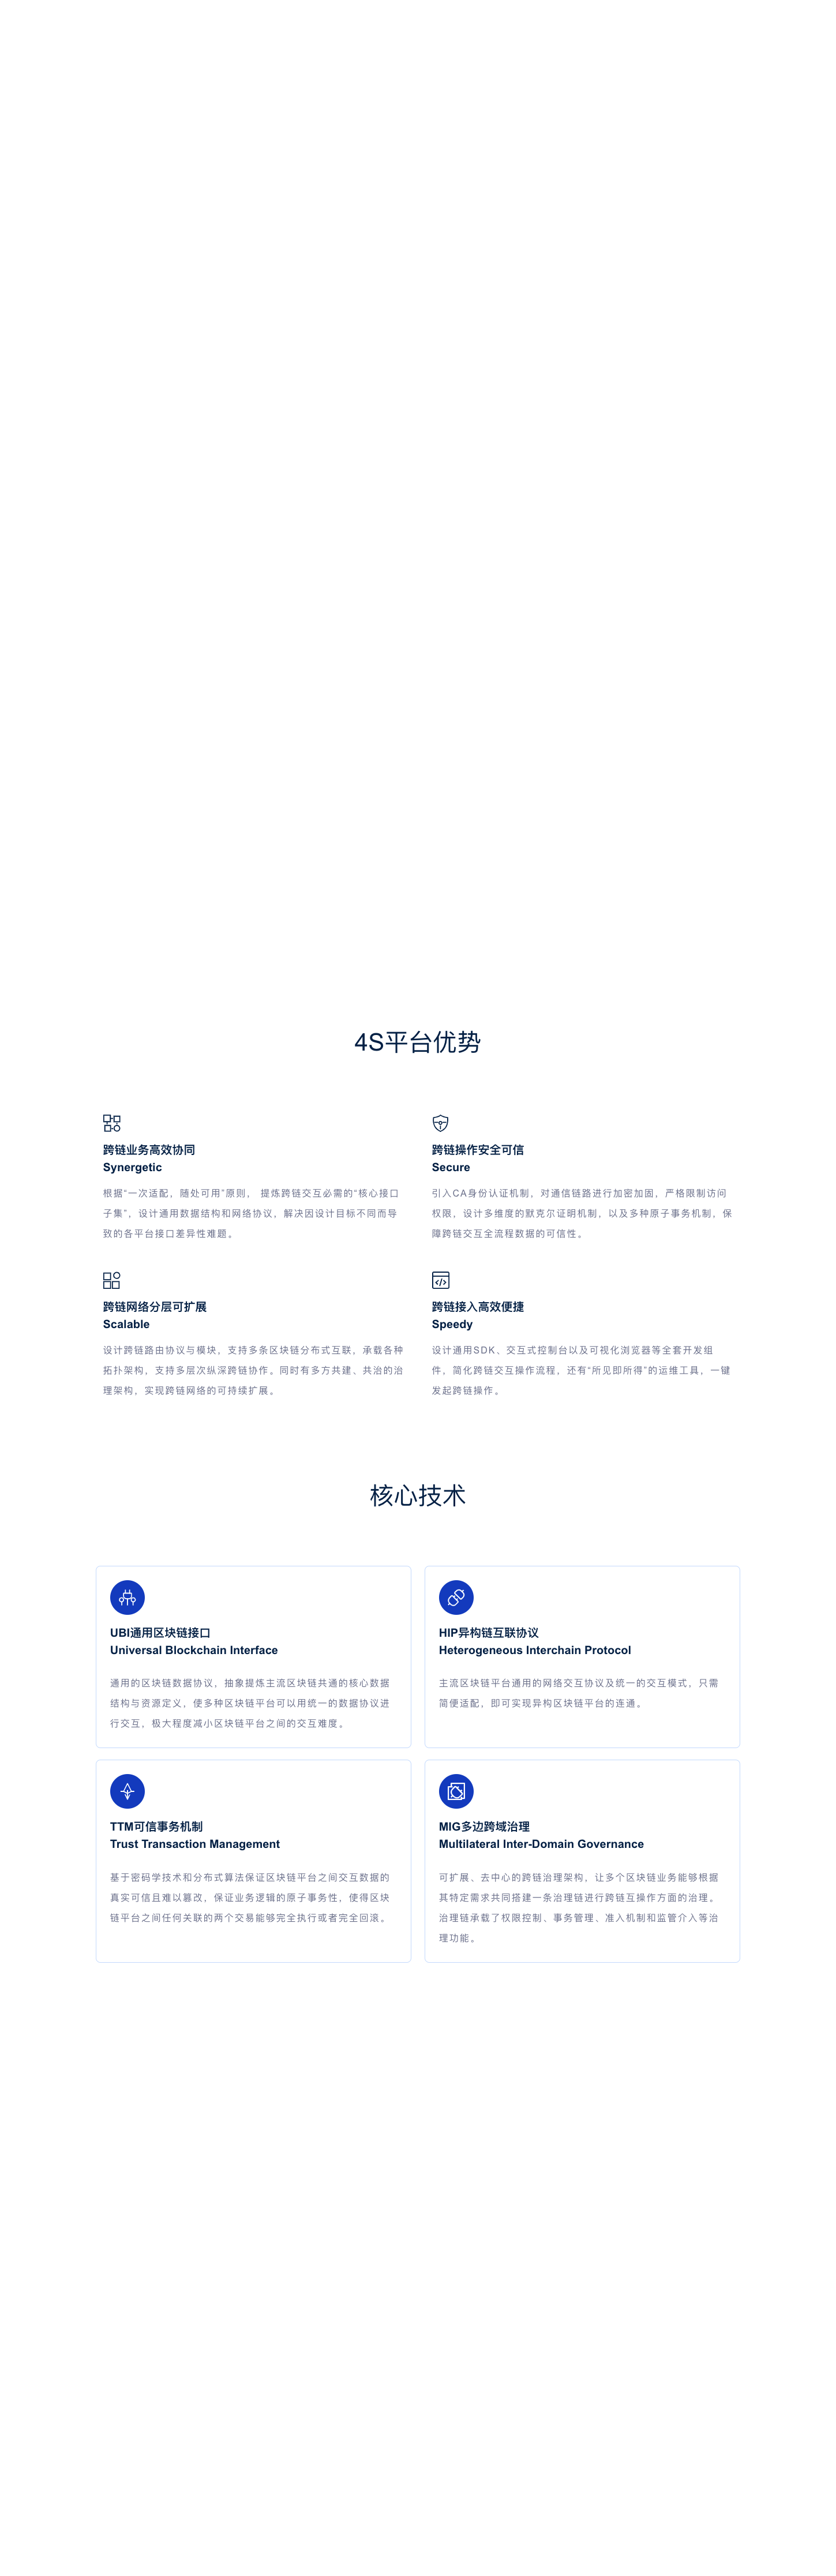 4S平台优势
跨链业务高效协同
Synergetic
根据“一次适配，随处可用”原则， 提炼跨链交互必需的“核心接口
子集”，设计通用数据结构和网络协议，解决因设计目标不同而导
致的各平台接口差异性难题。
跨链操作安全可信
Secure
引入CA身份认证机制，对通信链路进行加密加固，严格限制访问
权限，设计多维度的默克尔证明机制，以及多种原子事务机制，保
障跨链交互全流程数据的可信性。
跨链网络分层可扩展
Scalable
设计跨链路由协议与模块，支持多条区块链分布式互联，承载各种
拓扑架构，支持多层次纵深跨链协作。同时有多方共建、共治的治
理架构，实现跨链网络的可持续扩展。
跨链接入高效便捷
Speedy
设计通用SDK、交互式控制台以及可视化浏览器等全套开发组
件，简化跨链交互操作流程，还有“所见即所得”的运维工具，一键
发起跨链操作。
核心技术
UBI通用区块链接口
Universal Blockchain Interface
通用的区块链数据协议，抽象提炼主流区块链共通的核心数据
结构与资源定义，使多种区块链平台可以用统一的数据协议进
行交互，极大程度减小区块链平台之间的交互难度。
HIP异构链互联协议
Heterogeneous Interchain Protocol
主流区块链平台通用的网络交互协议及统一的交互模式，只需
简便适配，即可实现异构区块链平台的连通。
TTM可信事务机制
Trust Transaction Management
基于密码学技术和分布式算法保证区块链平台之间交互数据的
真实可信且难以篡改，保证业务逻辑的原子事务性，使得区块
链平台之间任何关联的两个交易能够完全执行或者完全回滚。
MIG多边跨域治理
Multilateral Inter-Domain Governance
可扩展、去中心的跨链治理架构，让多个区块链业务能够根据
其特定需求共同搭建一条治理链进行跨链互操作方面的治理。
治理链承载了权限控制、事务管理、准入机制和监管介入等治
理功能。